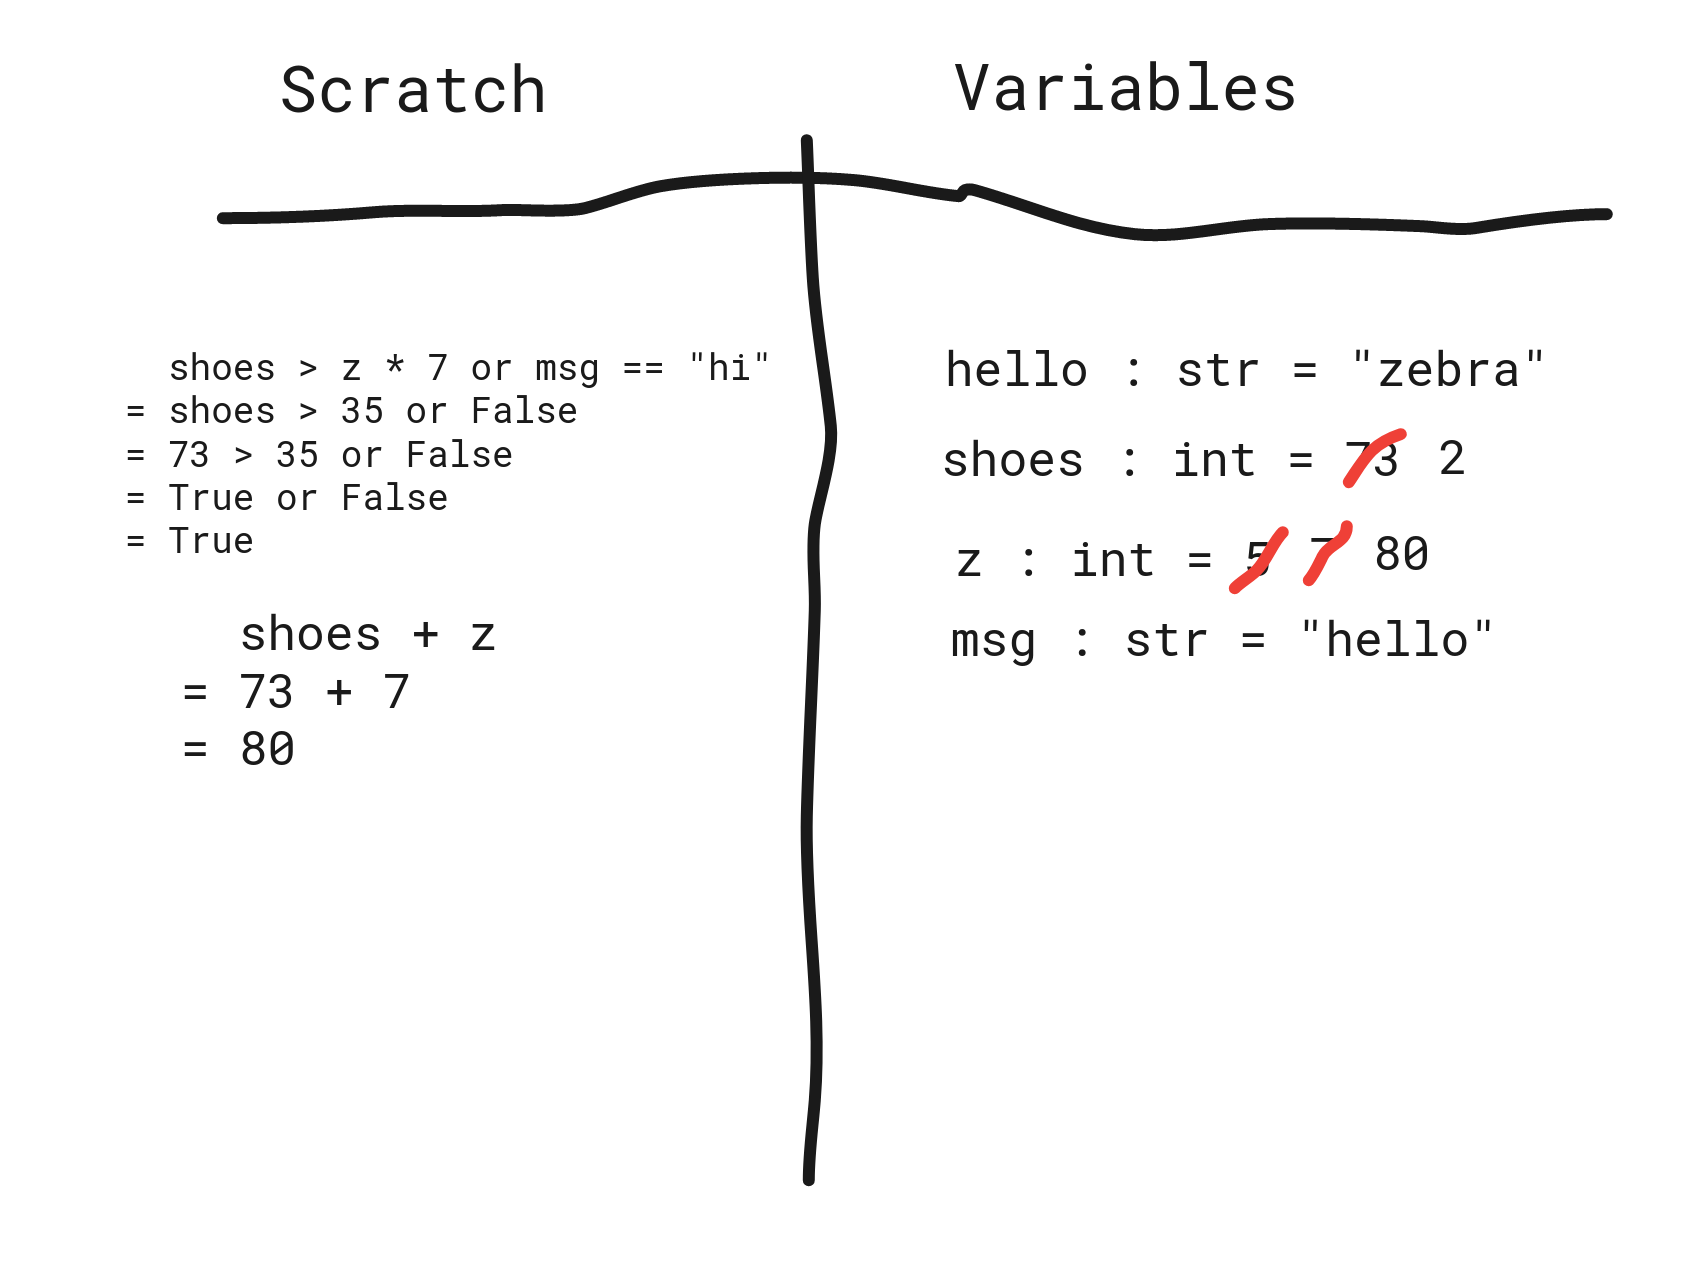 Scratch
Variables
shoes > z * 7 or msg == "hi"
= shoes > 35 or False
= 73 > 35 or False
= True or False
= True
shoes + z
= 73 + 7
= 80
hello : str = "zebra"
shoes : int = 73 2
z : int = 5 7 80
msg : str = "hello"